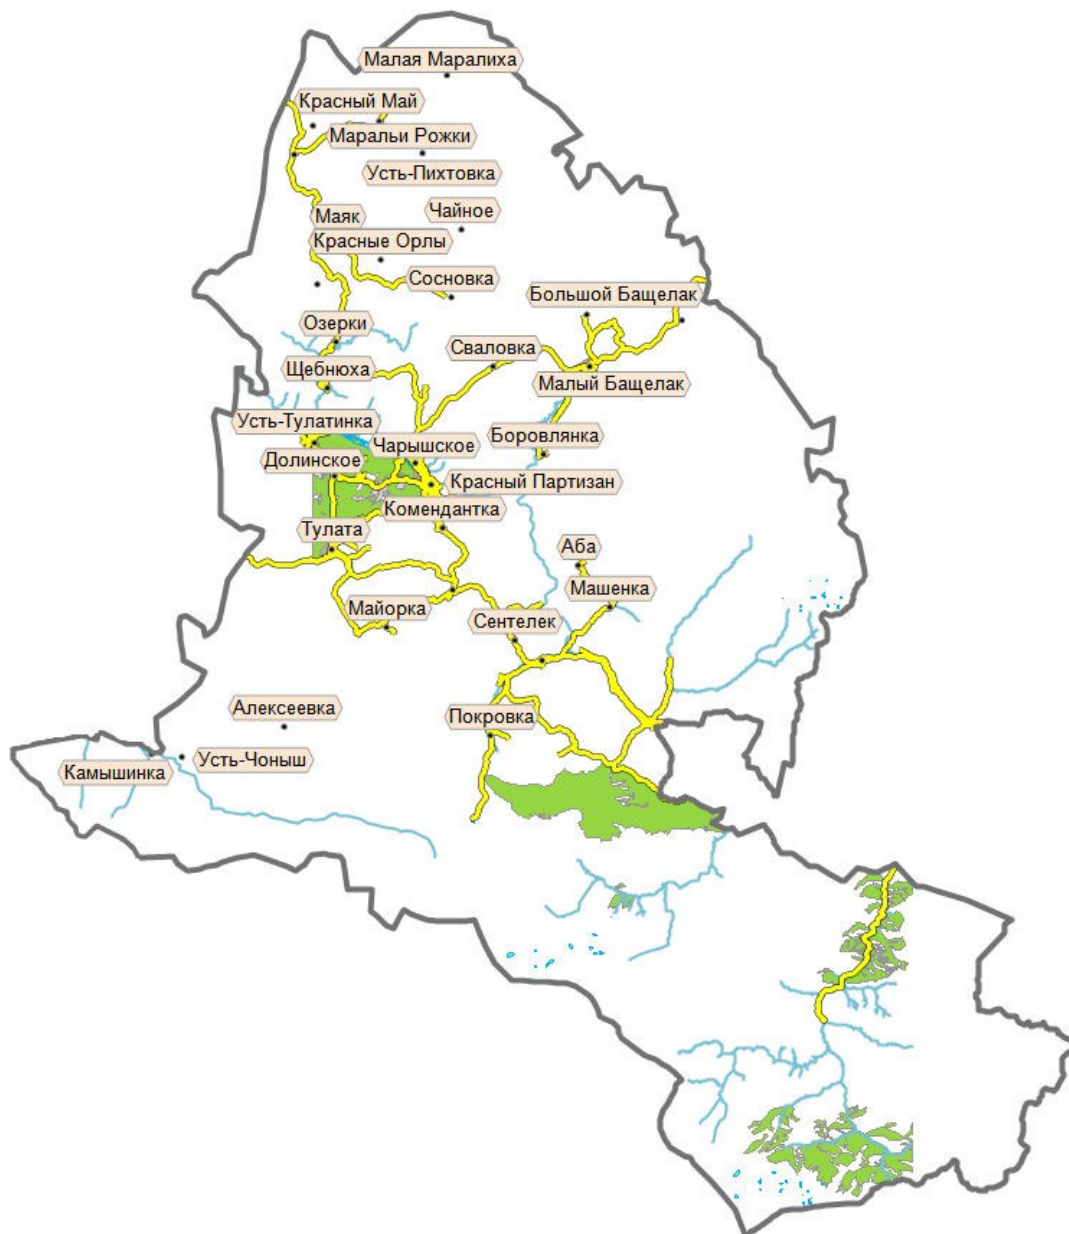 Малая Маралиха
Красный Май
Маральи Рожки
Усть-Пихтовка
Чайное
Маяк
Красные Орлы
Сосновка
Большой Бащелак
Озерки
Сваловка
Щебнюха
Малый Бащелак
Усть-Тулатинка
Чарышское
Боровлянка
Долинское
Красный Партизан
Комендантка
Тулата
Аба
Машенка
Майорка
Сентелек
Алексеевка
Покровка
Усть-Чоныш
Камышинка